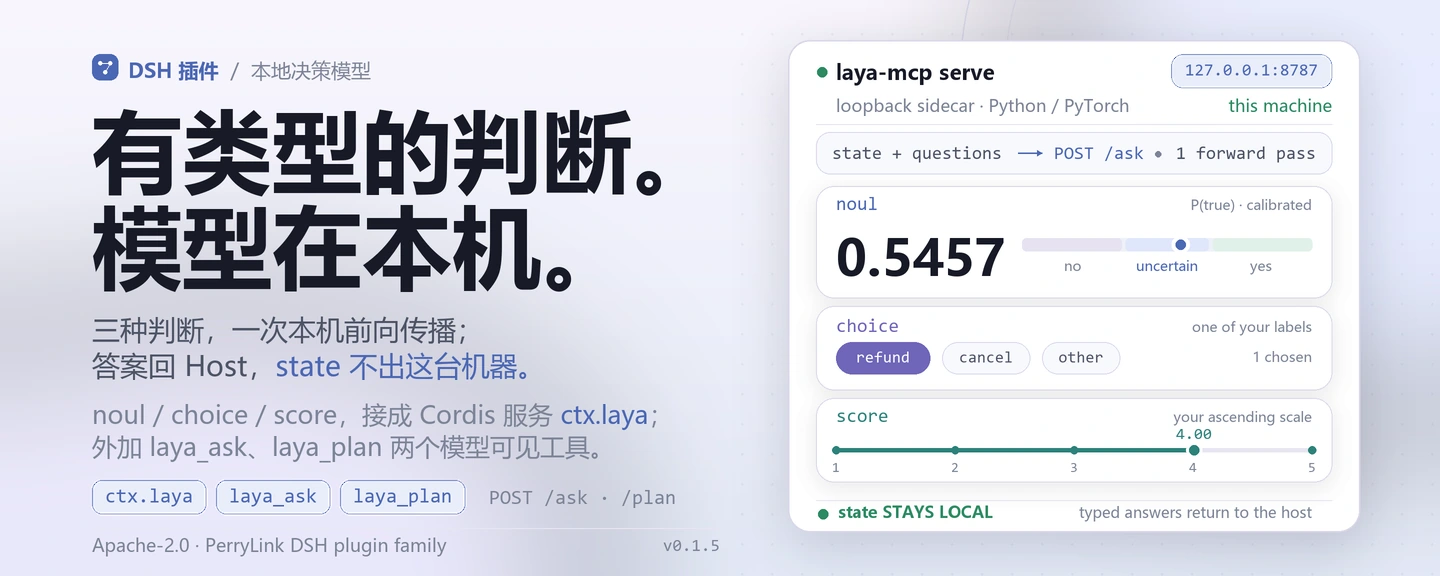 DSH 插件 / 本地决策模型
有类型的判断。
模型在本机。
三种判断，一次本机前向传播；
答案回 Host，state 不出这台机器。
noul / choice / score，接成 Cordis 服务 ctx.laya；
外加 laya_ask、laya_plan 两个模型可见工具。
ctx.laya laya_ask laya_plan POST /ask · /plan
Apache-2.0 · PerryLink DSH plugin family v0.1.5
laya-mcp serve 127.0.0.1:8787
loopback sidecar · Python / PyTorch this machine
state + questions → POST /ask • 1 forward pass
noul P(true) · calibrated
0.5457
no uncertain yes
choice one of your labels
refund cancel other 1 chosen
score your ascending scale
4.00
1 2 3 4 5
state STAYS LOCAL typed answers return to the host